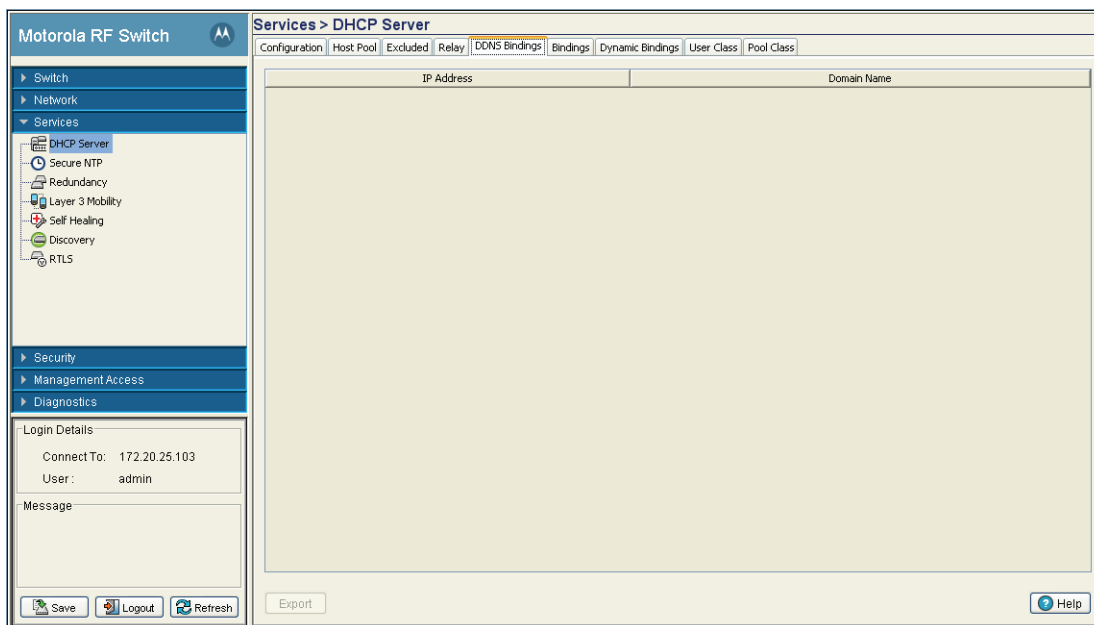 Motorola RF Switch
Services > DHCP Server
Configuration Host Pool Excluded Relay DDNS Bindings Bindings Dynamic Bindings User Class Pool Class
Switch
Network
Services
DHCP Server
Secure NTP
Redundancy
Layer 3 Mobility
Self Healing
Discovery
RTLS
Security
Management Access
Diagnostics
Login Details
Connect To: 172.20.25.103
User : admin
Message
Save Logout Refresh
IP Address Domain Name
Export Help